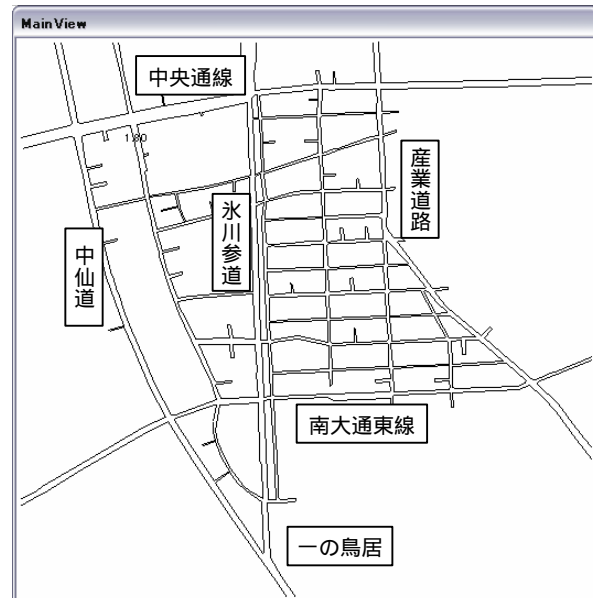 MainView
中央通線
1.80
産業道路
氷川参道
中仙道
南大通東線
一の鳥居